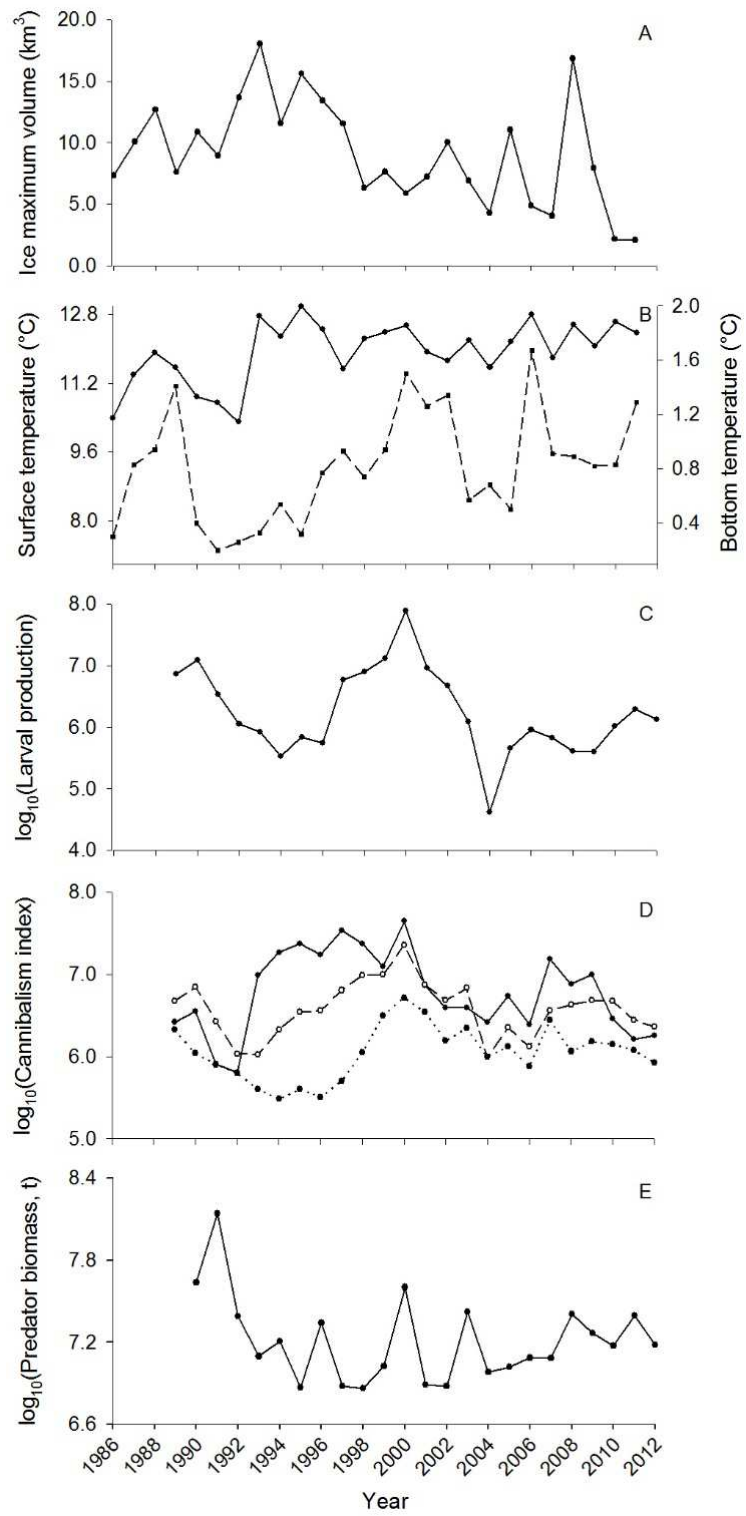 A
Ice maximum volume (km³)
20.0
15.0
10.0
5.0
0.0
B
Surface temperature (°C)
12.8
11.2
9.6
8.0
Bottom temperature (°C)
2.0
1.6
1.2
0.8
0.4
C
log₁₀(Larval production)
8.0
7.0
6.0
5.0
4.0
D
log₁₀(Cannibalism index)
8.0
7.0
6.0
5.0
E
log₁₀(Predator biomass, t)
8.4
7.8
7.2
6.6
1986 1988 1990 1992 1994 1996 1998 2000 2002 2004 2006 2008 2010 2012
Year